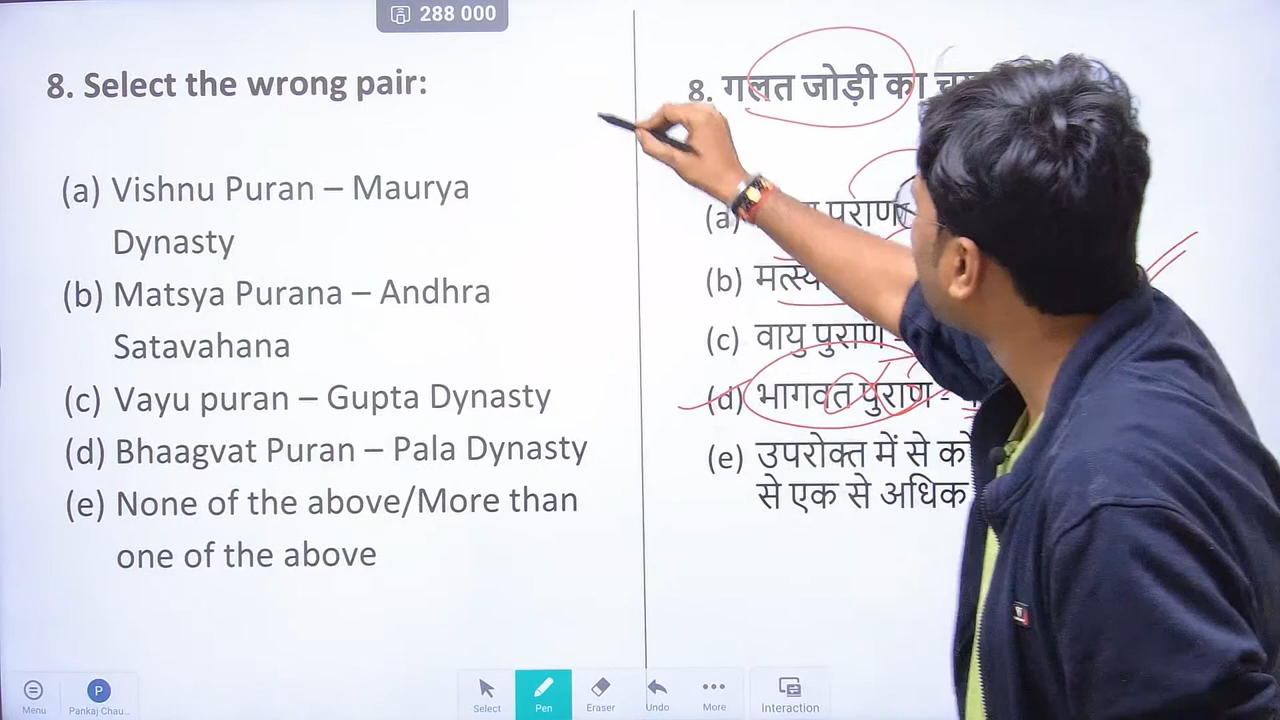 288 000
8. Select the wrong pair:
(a) Vishnu Puran – Maurya
Dynasty
(b) Matsya Purana – Andhra
Satavahana
(c) Vayu puran – Gupta Dynasty
(d) Bhaagvat Puran – Pala Dynasty
(e) None of the above/More than
one of the above
8. गलत जोड़ी का
(a) पुराण
(b) मत्स्य
(c) वायु पुराण -
(d) भागवत पुराण -
(e) उपरोक्त में से
से एक से अधिक
Menu
P
Pankaj Chau...
Select
Pen
Eraser
Undo
More
Interaction